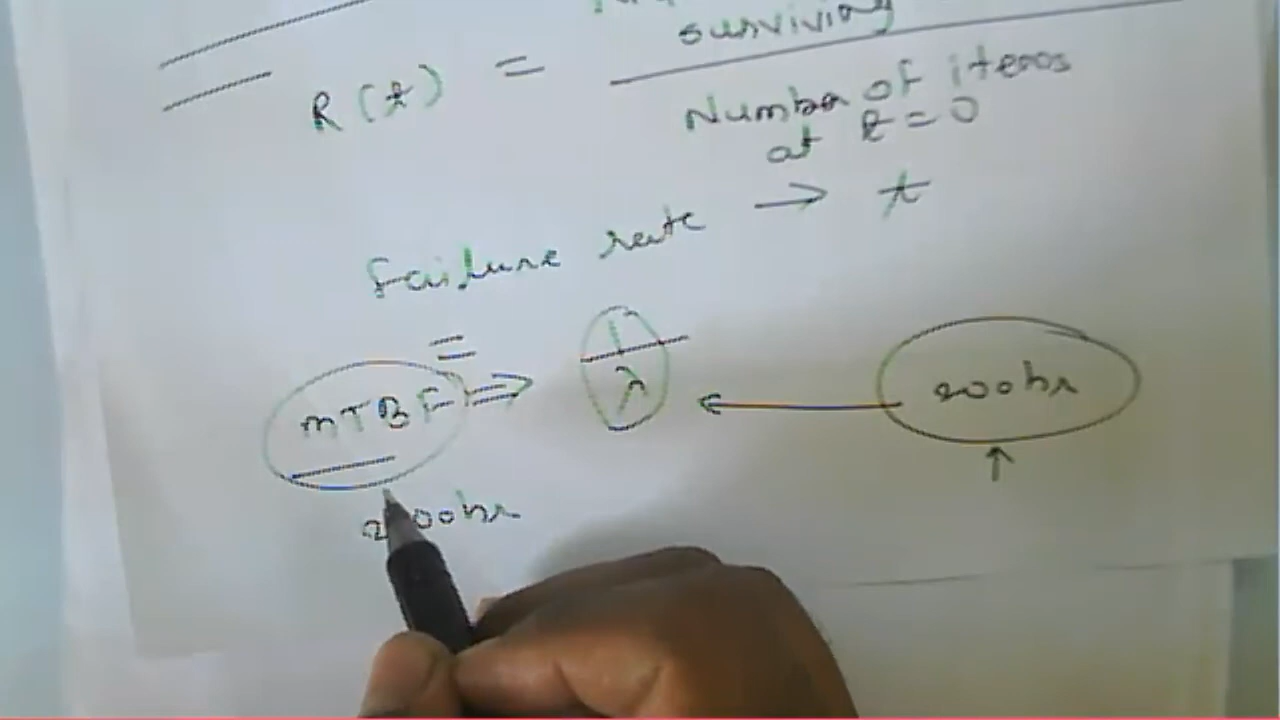 surviving
R(t) =
Number of items
at t = 0
Failure rate → t
=
MTBF ⇒ 1/λ ← 200hr
↑
200hr